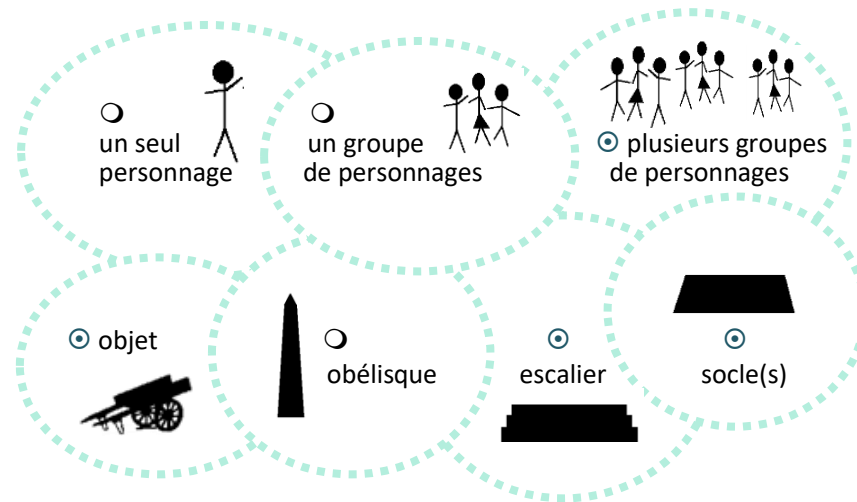 un seul
personnage
un groupe
de personnages
plusieurs groupes
de personnages
objet
obélisque
escalier
socle(s)